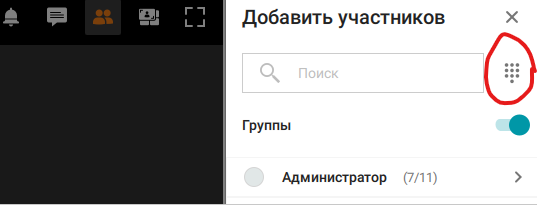 Добавить участников
Поиск
Группы
Администратор (7/11)